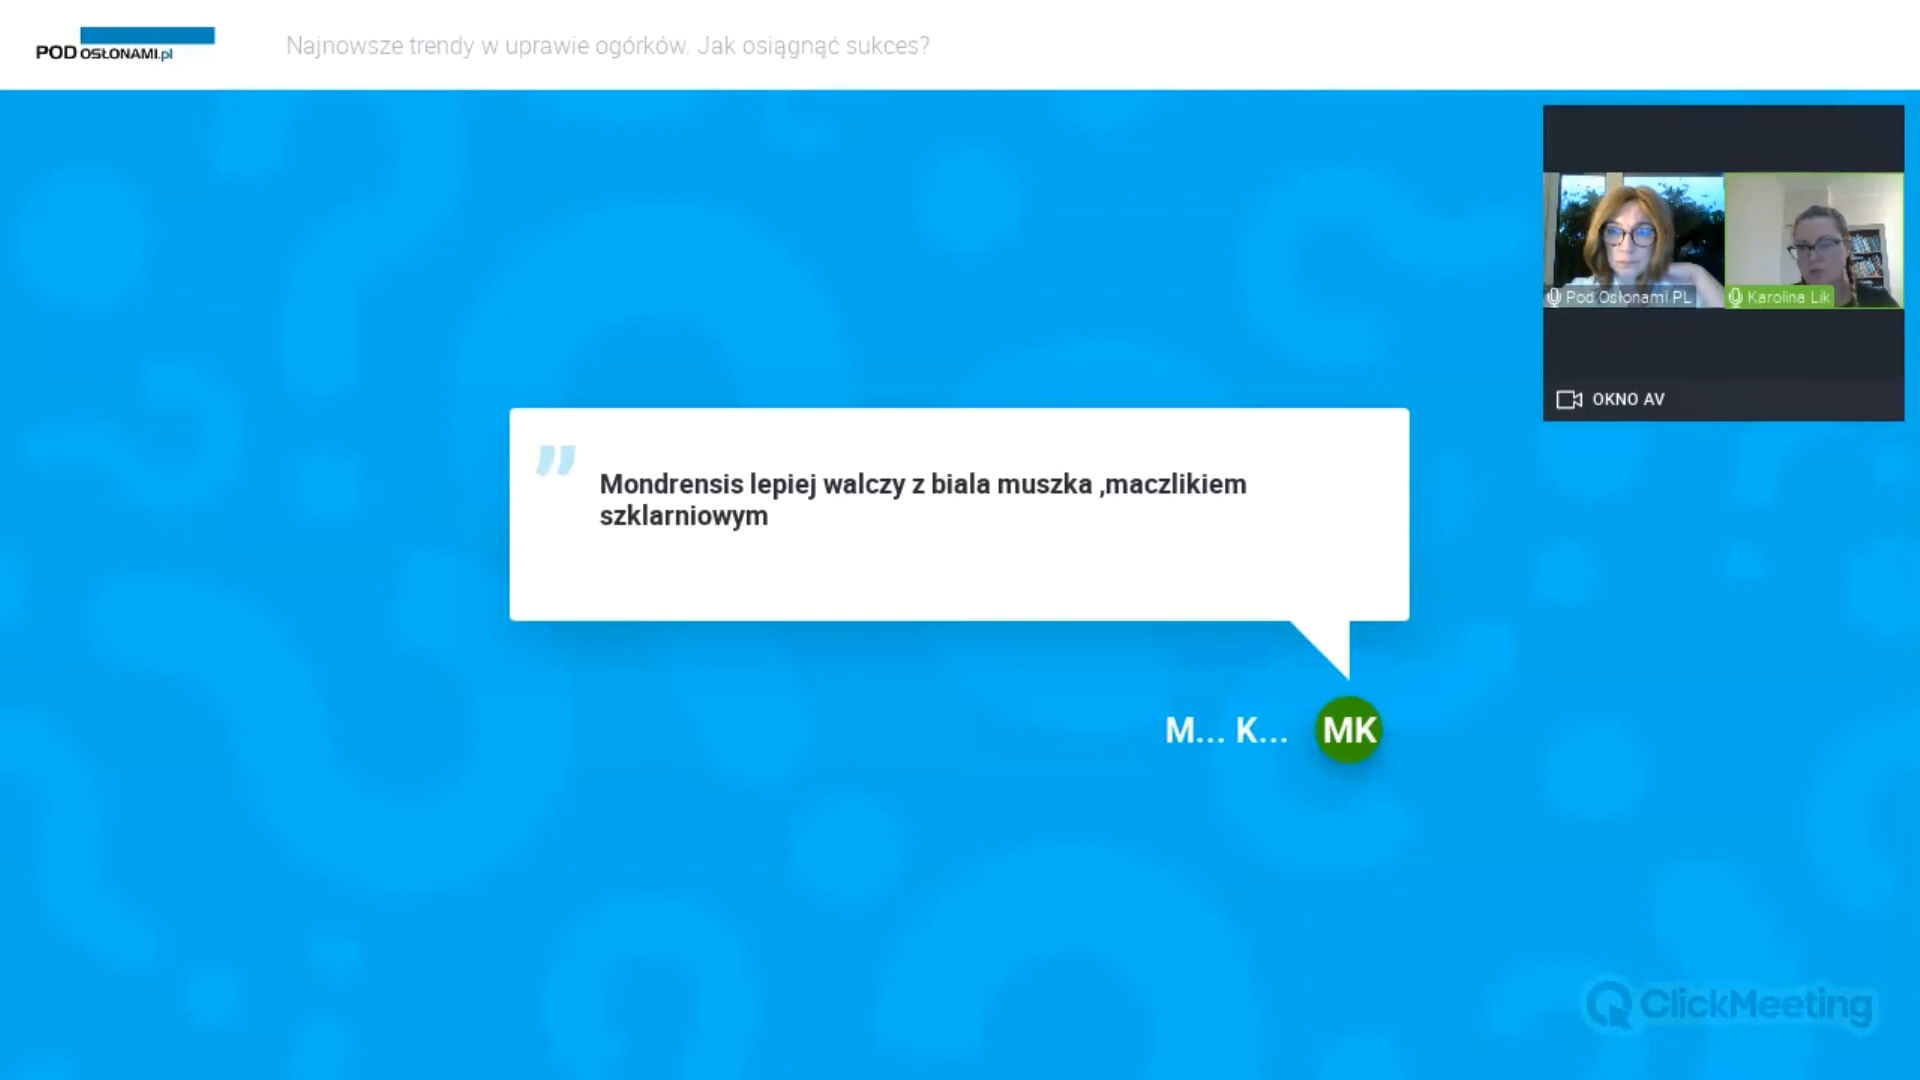 POD OSŁONAMI.pl
Najnowsze trendy w uprawie ogórków. Jak osiągnąć sukces?
Pod Osłonami PL
Karolina Lik
OKNO AV
” Mondrensis lepiej walczy z biala muszka ,maczlikiem
szklarniowym
M... K... MK
ClickMeeting